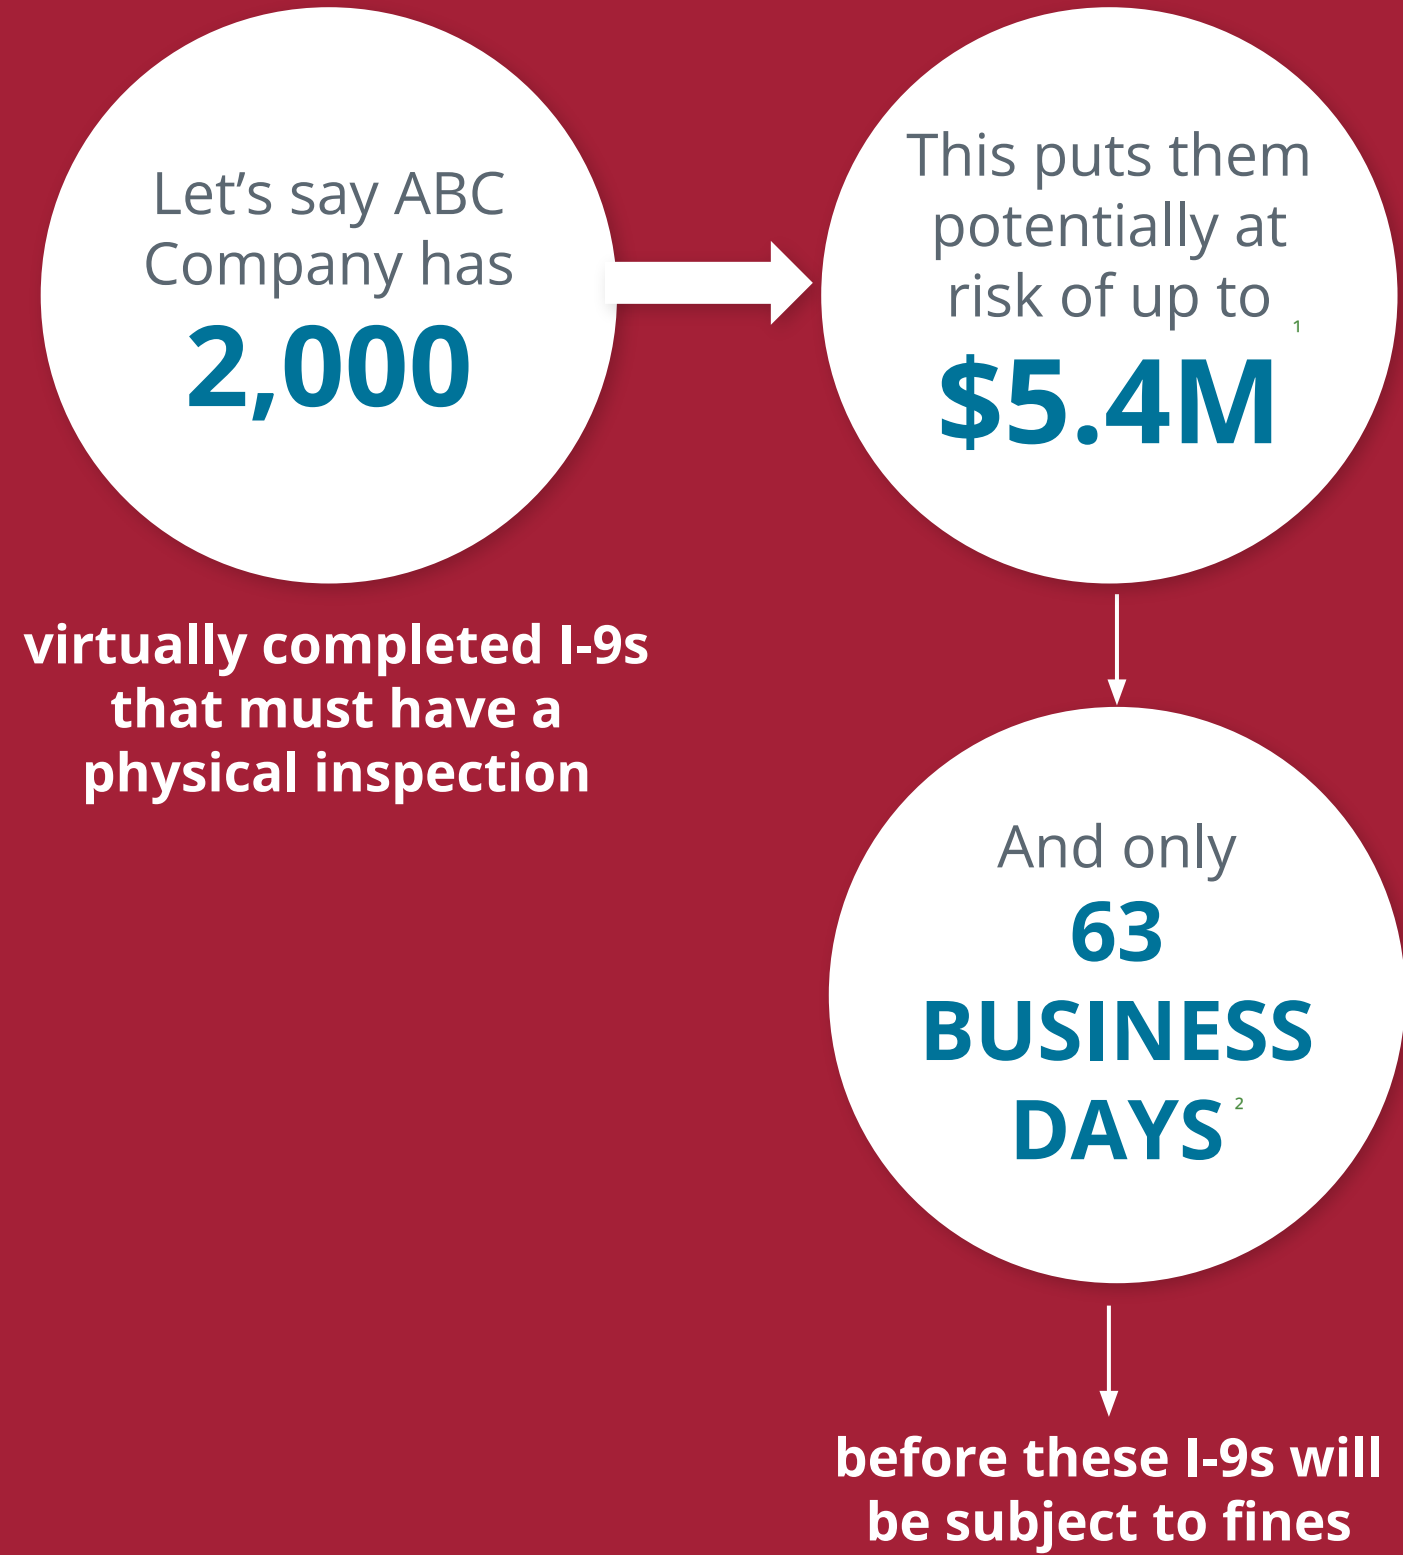 Let’s say ABC
Company has
2,000
virtually completed I-9s
that must have a
physical inspection
This puts them
potentially at
risk of up to 1
$5.4M
And only
63
BUSINESS
DAYS 2
before these I-9s will
be subject to fines